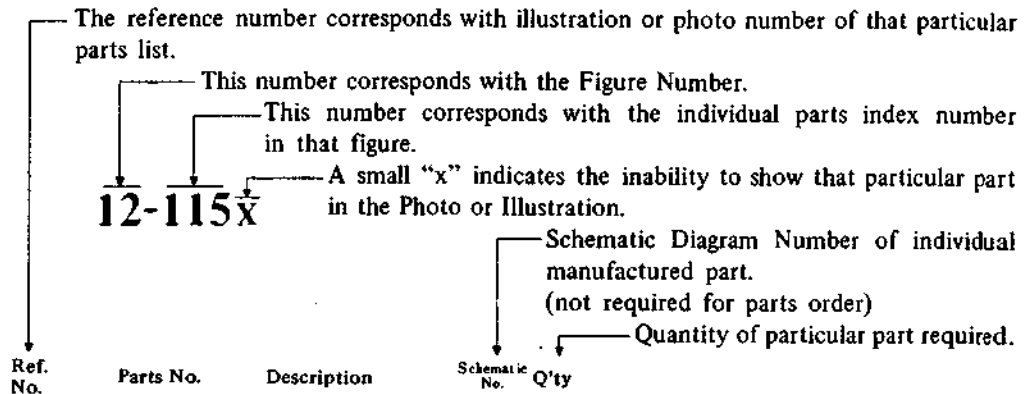 The reference number corresponds with illustration or photo number of that particular
parts list.
This number corresponds with the Figure Number.
This number corresponds with the individual parts index number
in that figure.
A small “x” indicates the inability to show that particular part
in the Photo or Illustration.
12-115x
Schematic Diagram Number of individual
manufactured part.
(not required for parts order)
Quantity of particular part required.
Ref.
No.
Parts No.
Description
Schematic
No.
Q'ty